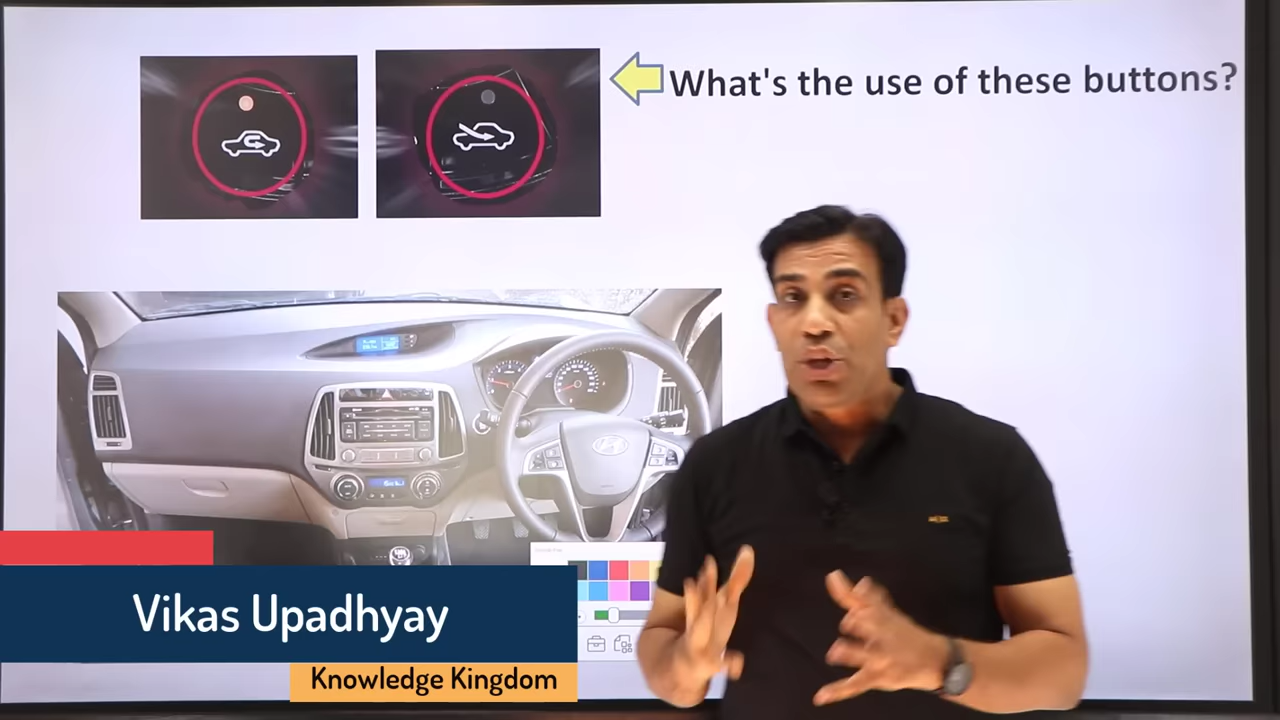 What's the use of these buttons?
Vikas Upadhyay
Knowledge Kingdom